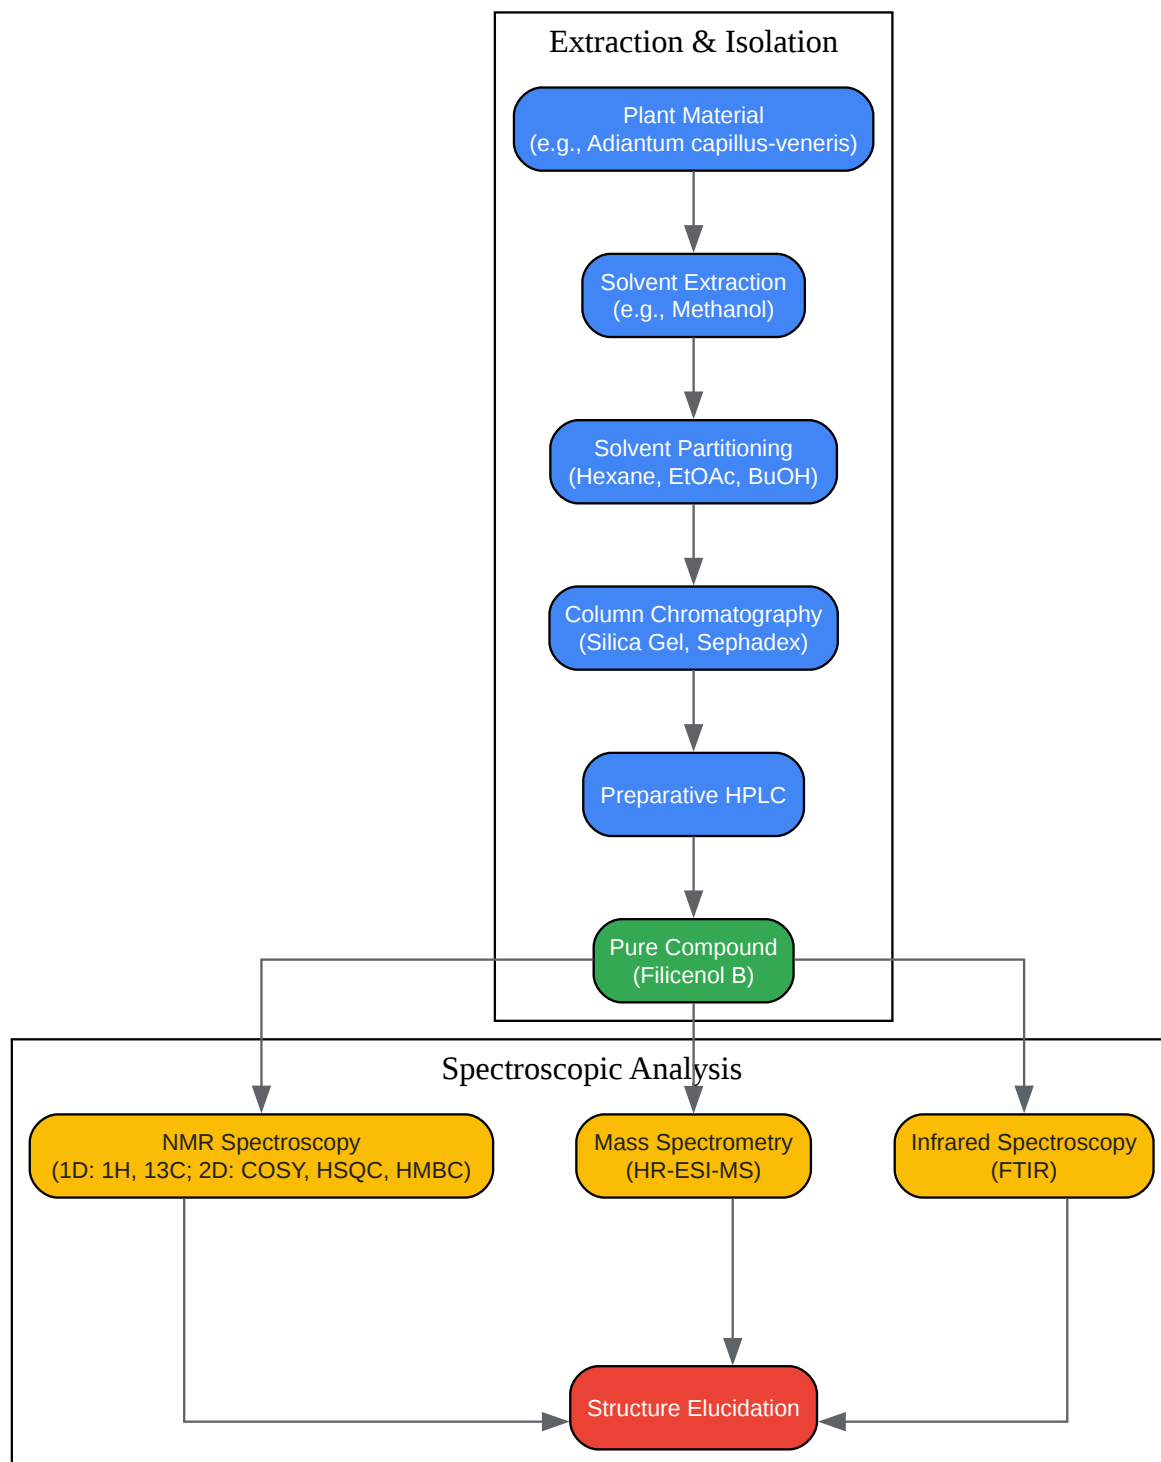 Extraction & Isolation
Plant Material
(e.g., Adiantum capillus-veneris)
Solvent Extraction
(e.g., Methanol)
Solvent Partitioning
(Hexane, EtOAc, BuOH)
Column Chromatography
(Silica Gel, Sephadex)
Preparative HPLC
Pure Compound
(Filicenol B)
Spectroscopic Analysis
NMR Spectroscopy
(1D: 1H, 13C; 2D: COSY, HSQC, HMBC)
Mass Spectrometry
(HR-ESI-MS)
Infrared Spectroscopy
(FTIR)
Structure Elucidation